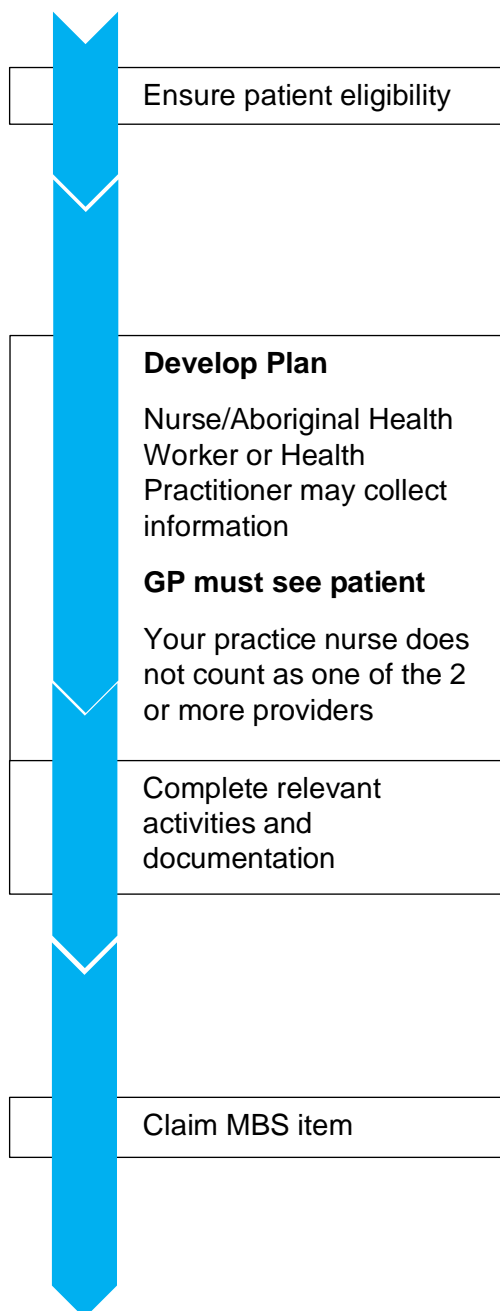 Ensure patient eligibility
Develop Plan
Nurse/Aboriginal Health
Worker or Health
Practitioner may collect
information
GP must see patient
Your practice nurse does
not count as one of the 2
or more providers
Complete relevant
activities and
documentation
Claim MBS item